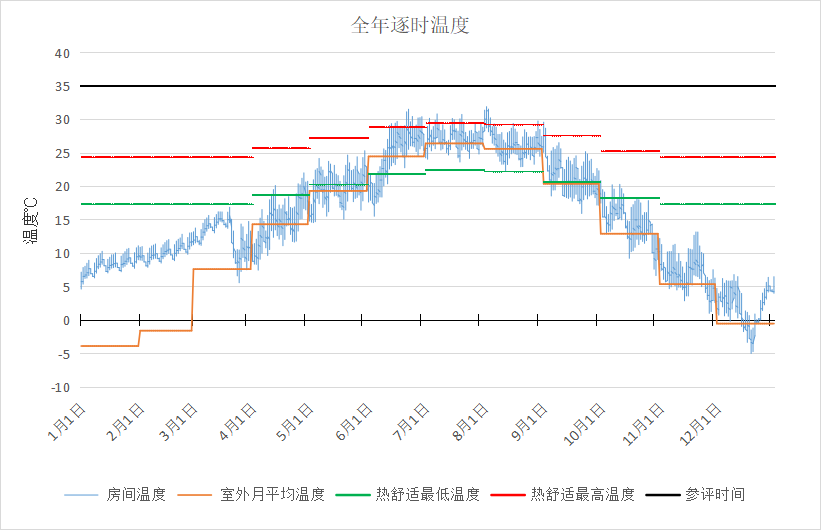 全年逐时温度
40
35
30
25
20
15
10
5
0
-5
-10
温度℃
1月1日
2月1日
3月1日
4月1日
5月1日
6月1日
7月1日
8月1日
9月1日
10月1日
11月1日
12月1日
房间温度 室外月平均温度 热舒适最低温度 热舒适最高温度 参评时间